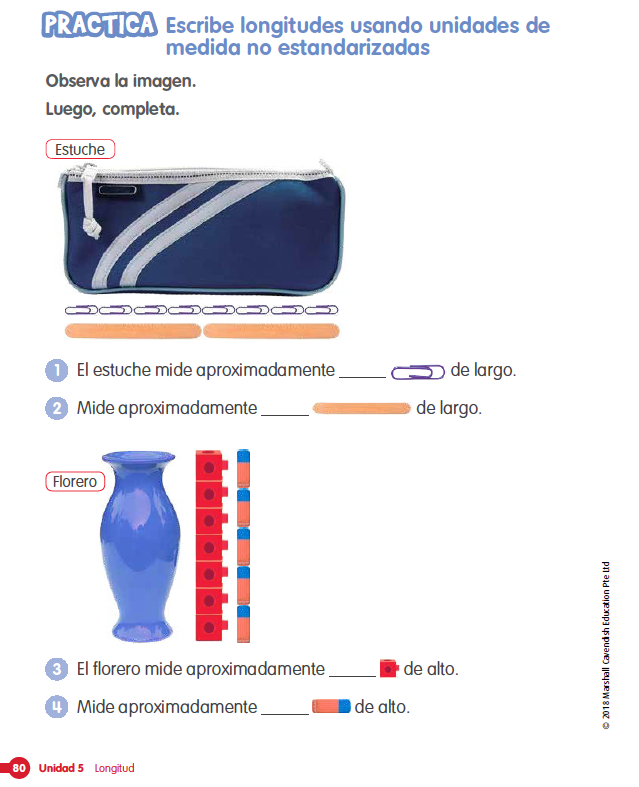 PRACTICA Escribe longitudes usando unidades de
medida no estandarizadas
Observa la imagen.
Luego, completa.
Estuche
1 El estuche mide aproximadamente _____ de largo.
2 Mide aproximadamente _____ de largo.
Florero
3 El florero mide aproximadamente _____ de alto.
4 Mide aproximadamente _____ de alto.
© 2018 Marshall Cavendish Education Pte Ltd
80 Unidad 5 Longitud